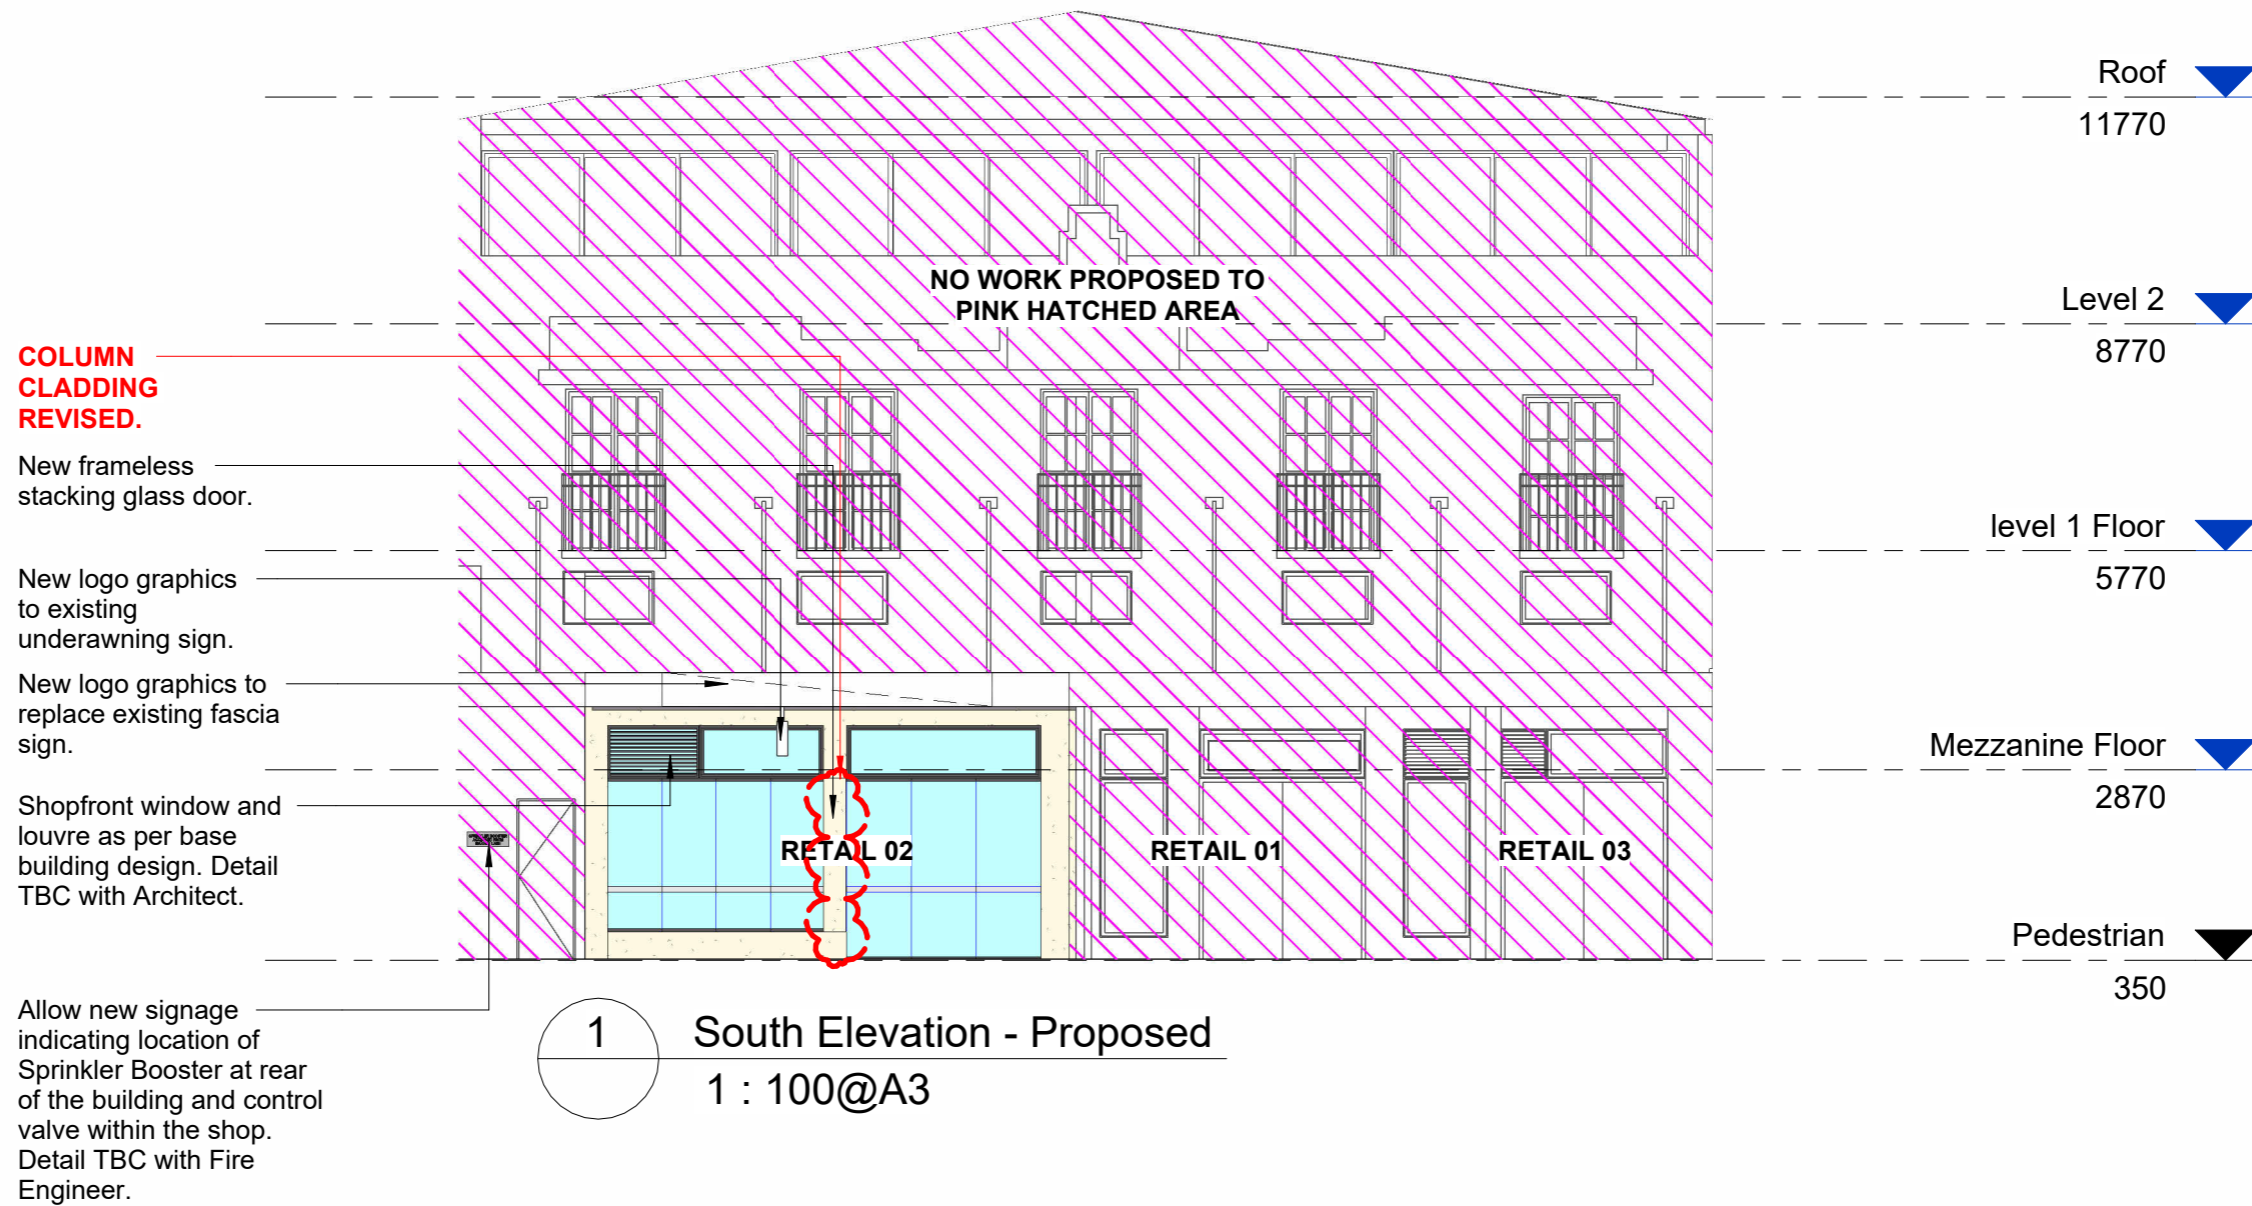 Roof
11770
NO WORK PROPOSED TO
PINK HATCHED AREA
Level 2
8770
COLUMN
CLADDING
REVISED.
New frameless
stacking glass door.
level 1 Floor
5770
New logo graphics
to existing
underawning sign.
New logo graphics to
replace existing fascia
sign.
Mezzanine Floor
2870
Shopfront window and
louvre as per base
building design. Detail
TBC with Architect.
RETAIL 02
RETAIL 01
RETAIL 03
Pedestrian
350
Allow new signage
indicating location of
Sprinkler Booster at rear
of the building and control
valve within the shop.
Detail TBC with Fire
Engineer.
1
South Elevation - Proposed
1 : 100@A3